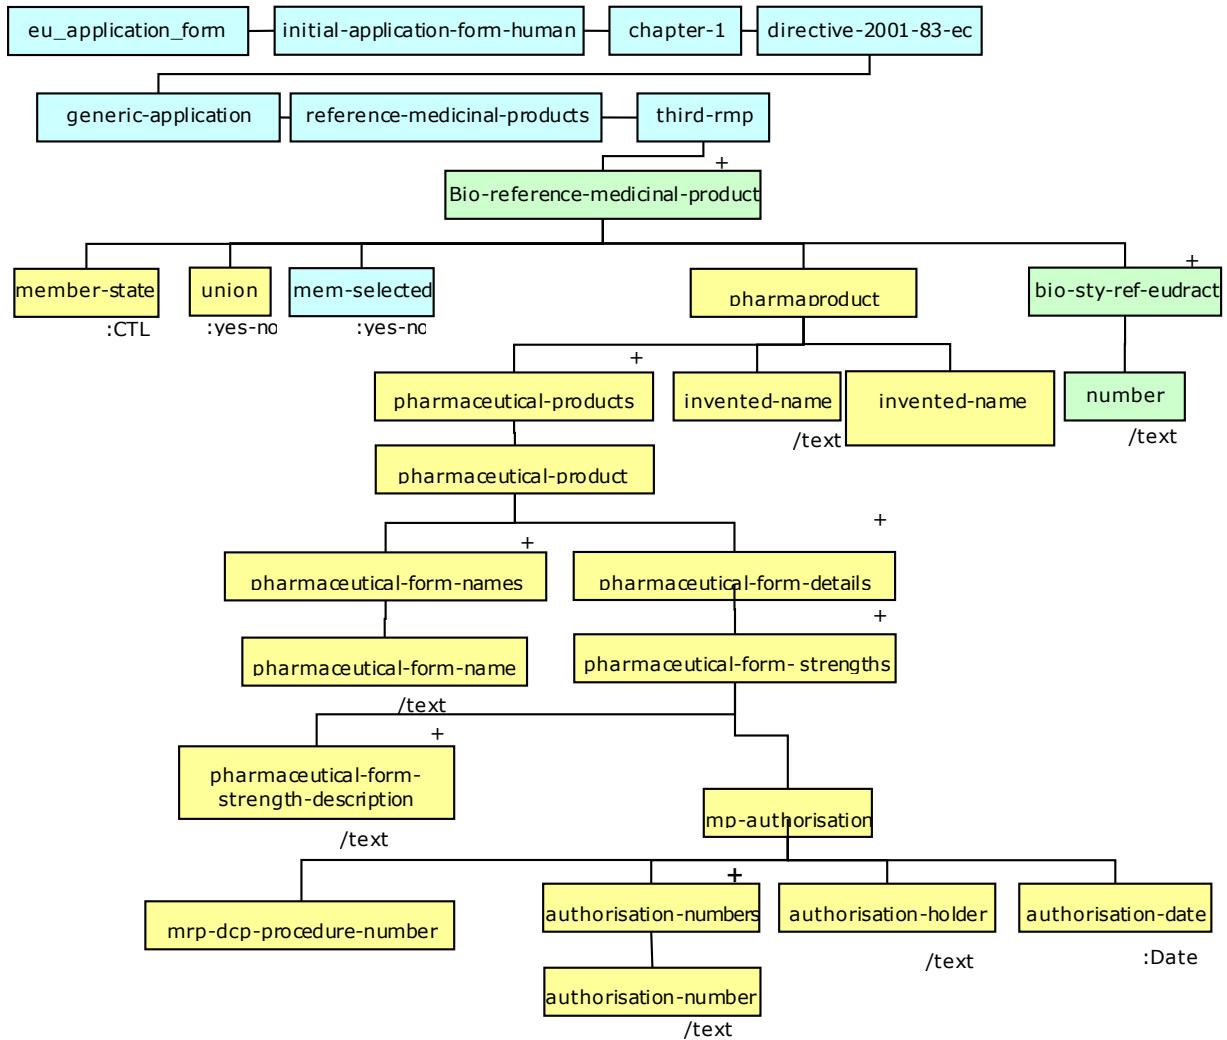 eu_application_form
initial-application-form-human
chapter-1
directive-2001-83-ec
generic-application
reference-medicinal-products
third-rmp
+
Bio-reference-medicinal-product
member-state
:CTL
union
:yes-no
mem-selected
:yes-no
pharmaproduct
+
bio-sty-ref-eudract
+
pharmaceutical-products
invented-name
/text
invented-name
number
/text
pharmaceutical-product
+
pharmaceutical-form-names
+
pharmaceutical-form-details
pharmaceutical-form-name
/text
+
pharmaceutical-form- strengths
+
pharmaceutical-form-
strength-description
/text
mp-authorisation
mrp-dcp-procedure-number
+
authorisation-numbers
authorisation-holder
/text
authorisation-date
:Date
authorisation-number
/text